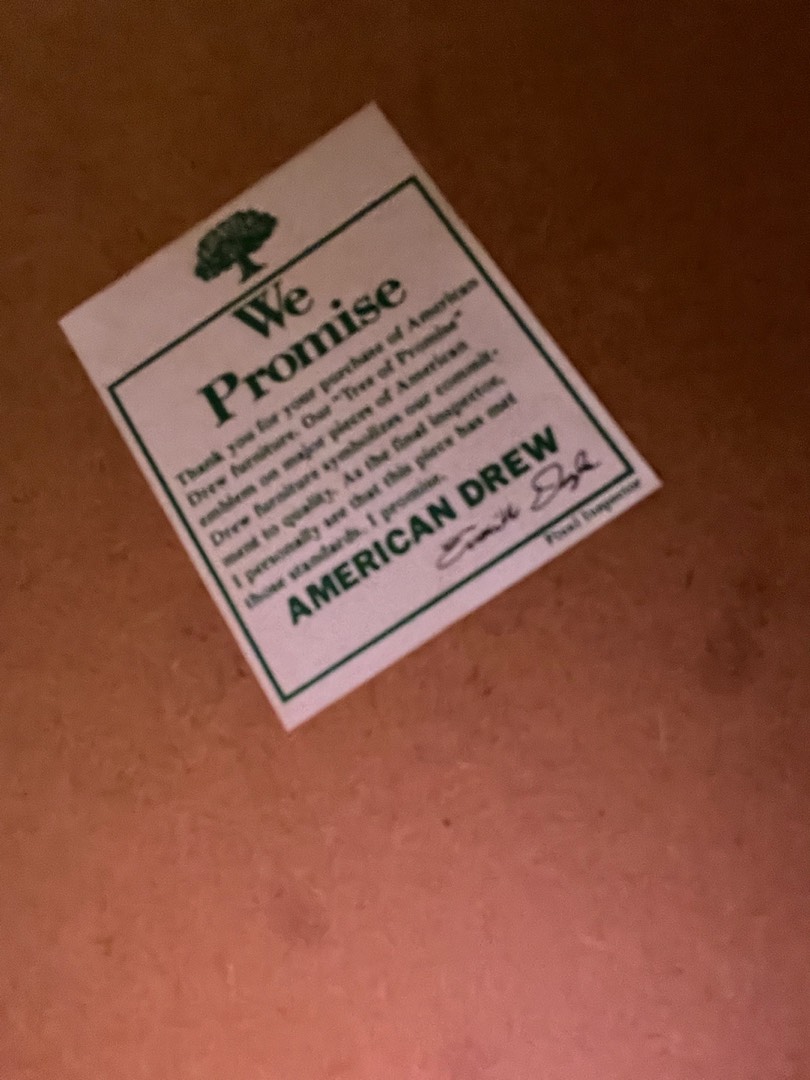 We
Promise
Thank you for your purchase of American
Drew furniture. Our "Tree of Promise"
emblem on major pieces of American
Drew furniture symbolizes our commit-
ment to quality. As the final inspector,
I personally see that this piece has met
those standards. I promise.
AMERICAN DREW
Final Inspector